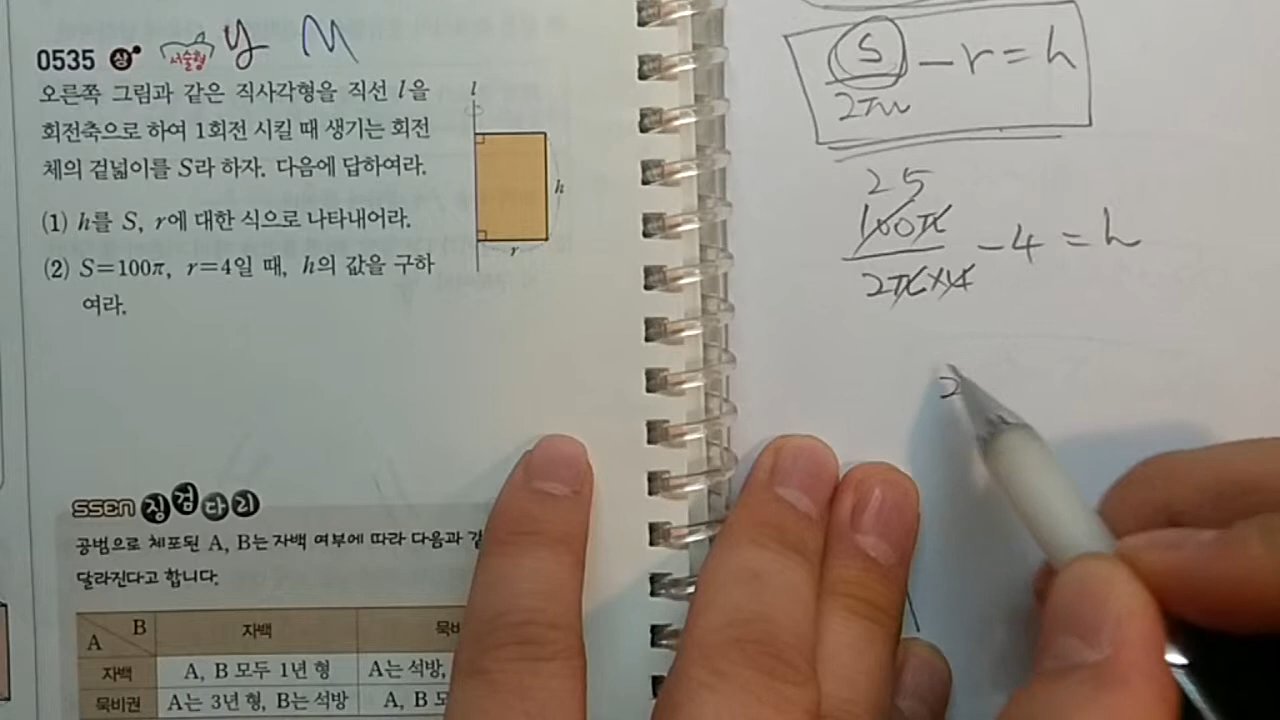 0535 상 서술형 y M
오른쪽 그림과 같은 직사각형을 직선 l을
회전축으로 하여 1회전 시킬 때 생기는 회전
체의 겉넓이를 S라 하자. 다음에 답하여라.
(1) h를 S, r에 대한 식으로 나타내어라.
(2) S=100π, r=4일 때, h의 값을 구하
여라.
l
h
r
SSEN 징검다리
공범으로 체포된 A, B는 자백 여부에 따라 다음과
달라진다고 합니다.
B
A
자백
자백
A, B 모두 1년 형
A는 석방,
묵비권
A는 3년 형, B는 석방
A, B
S
— - r = h
2πr
25
100π
— - 4 = h
2π×4
2